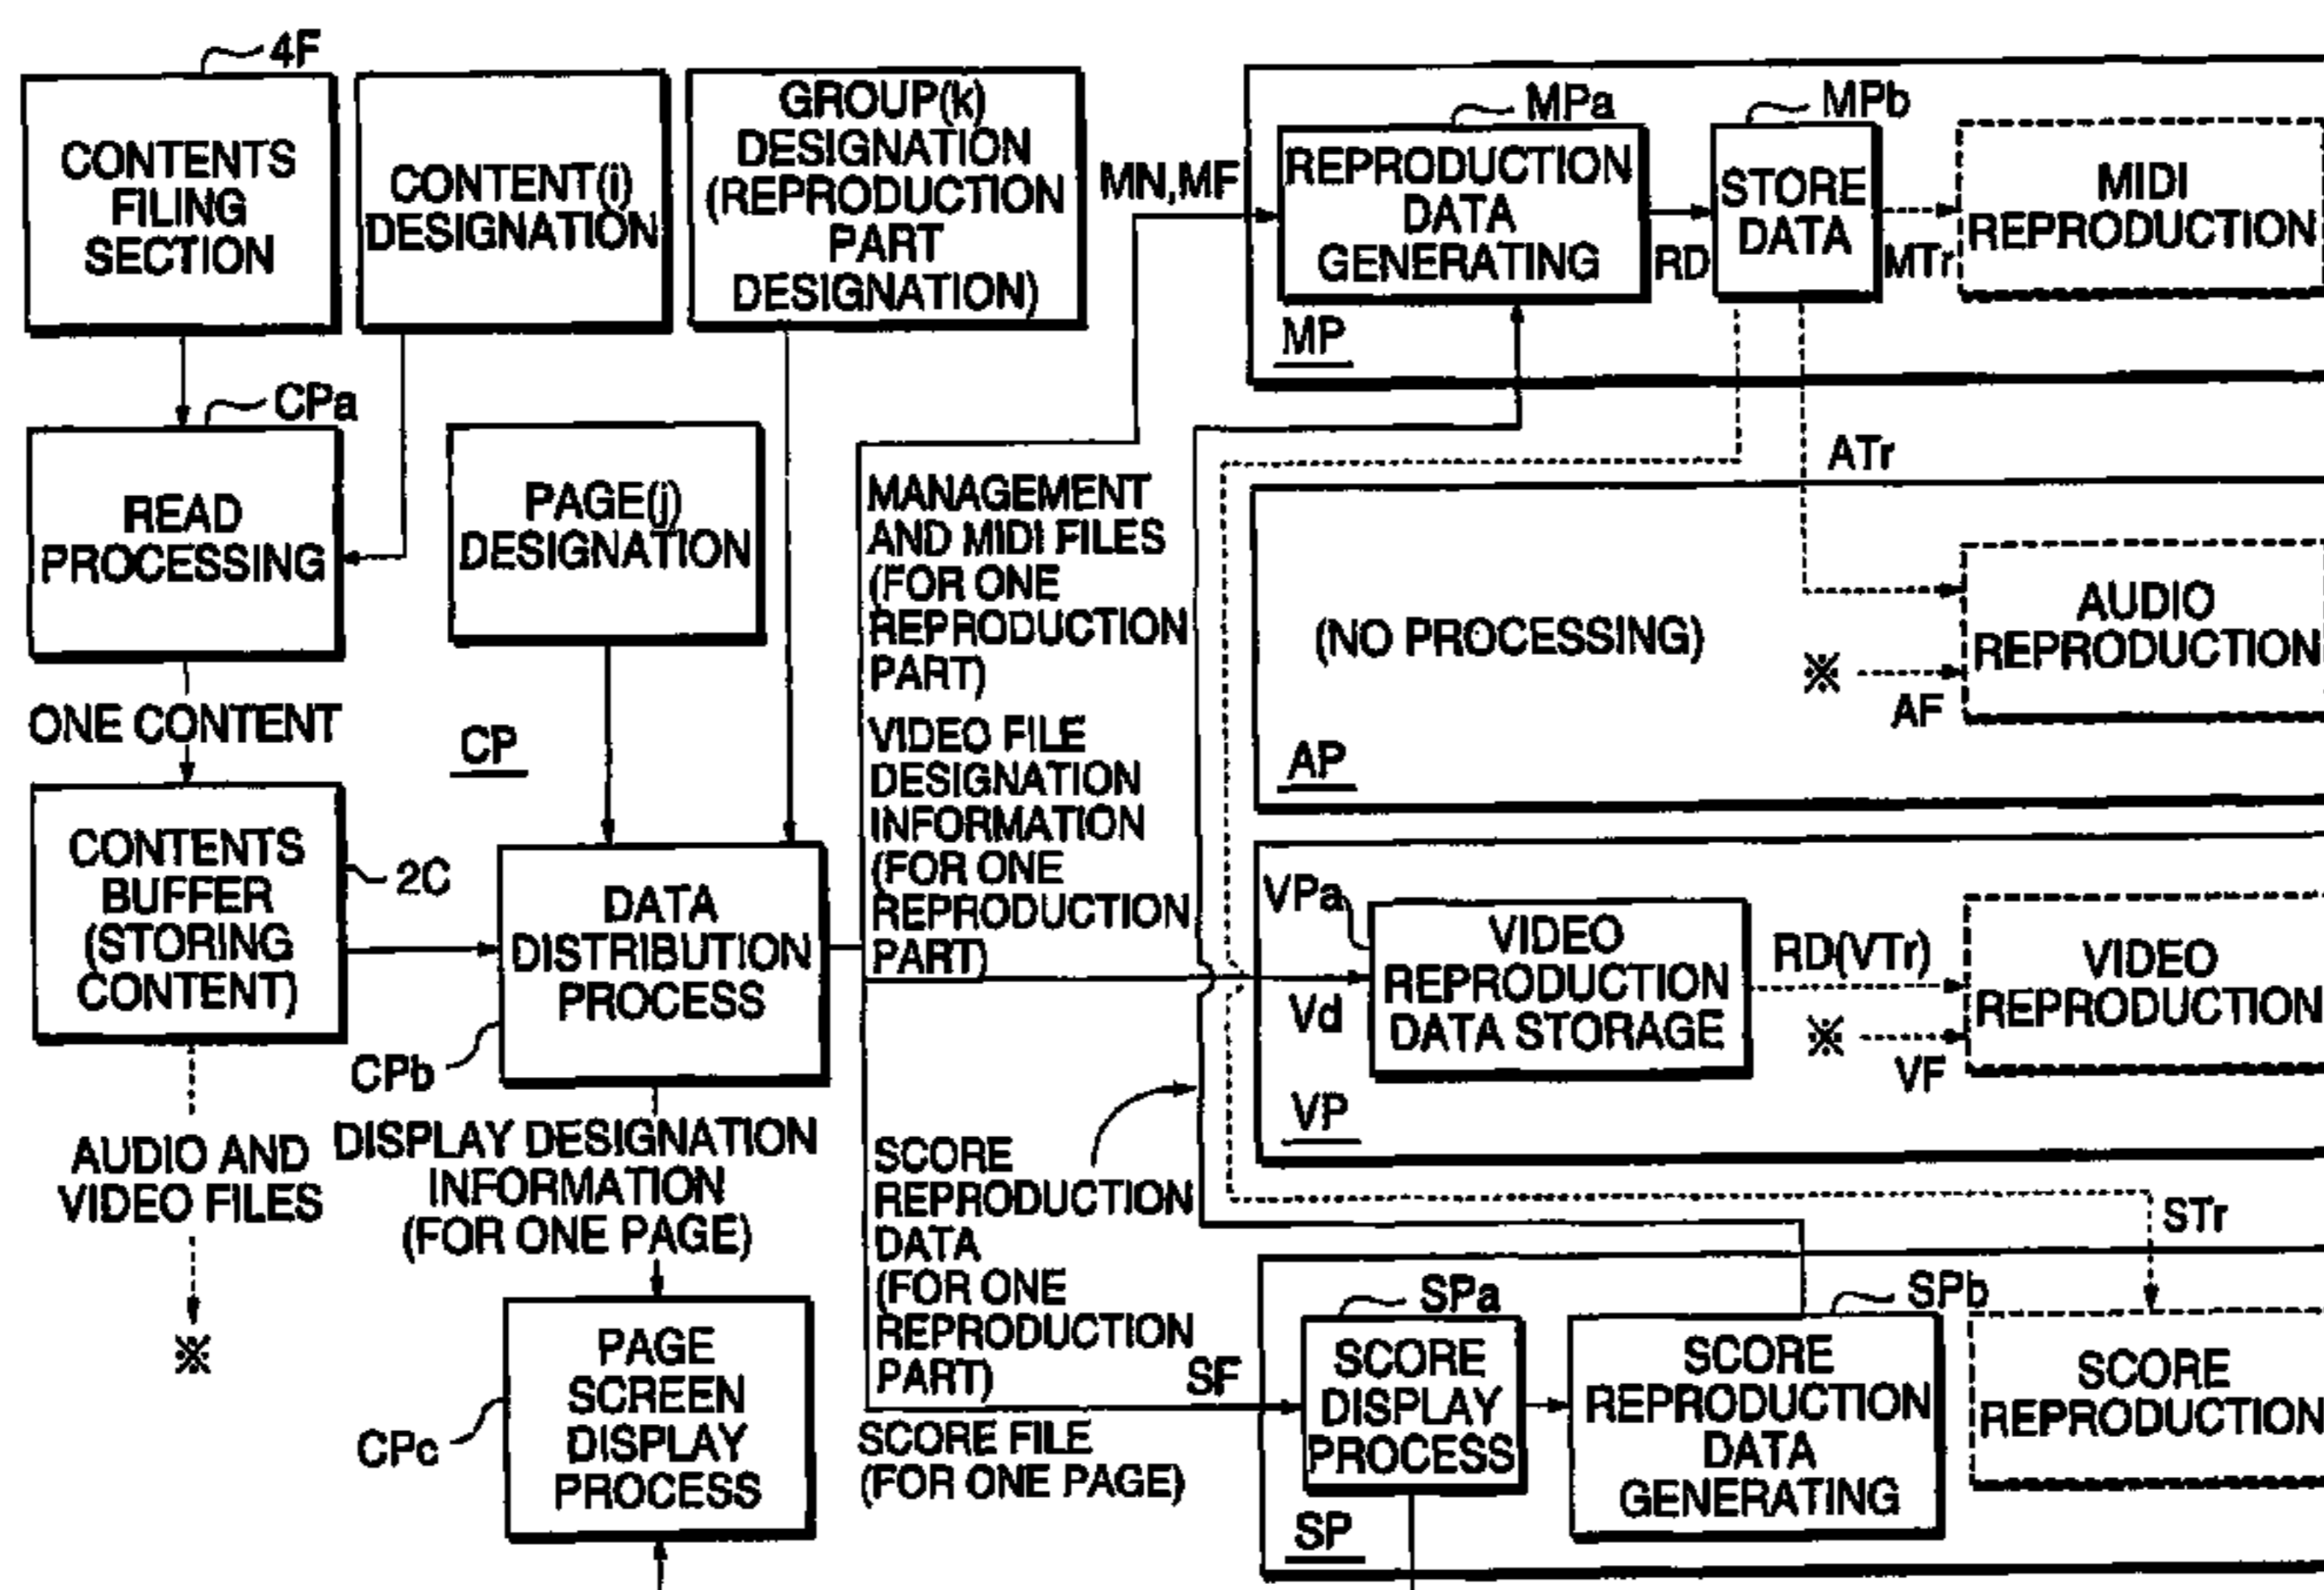 4F
CONTENTS
FILING
SECTION
CONTENT(i)
DESIGNATION
GROUP(k)
DESIGNATION
(REPRODUCTION
PART
DESIGNATION)
MN,MF
MPa
REPRODUCTION
DATA
GENERATING
RD
MPb
STORE
DATA
MTr
MIDI
REPRODUCTION
MP
CPa
READ
PROCESSING
PAGE(j)
DESIGNATION
MANAGEMENT
AND MIDI FILES
(FOR ONE
REPRODUCTION
PART)
ATr
(NO PROCESSING)
AUDIO
REPRODUCTION
※
AF
AP
ONE CONTENT
CP
VIDEO FILE
DESIGNATION
INFORMATION
(FOR ONE
REPRODUCTION
PART)
CONTENTS
BUFFER
(STORING
CONTENT)
2C
DATA
DISTRIBUTION
PROCESS
CPb
VPa
Vd
VIDEO
REPRODUCTION
DATA STORAGE
RD(VTr)
※
VF
VIDEO
REPRODUCTION
VP
AUDIO AND
VIDEO FILES
※
DISPLAY DESIGNATION
INFORMATION
(FOR ONE PAGE)
SCORE
REPRODUCTION
DATA
(FOR ONE
REPRODUCTION
PART)
STr
CPc
PAGE
SCREEN
DISPLAY
PROCESS
SF
SCORE FILE
(FOR ONE PAGE)
SPa
SCORE
DISPLAY
PROCESS
SPb
SCORE
REPRODUCTION
DATA
GENERATING
SCORE
REPRODUCTION
SP